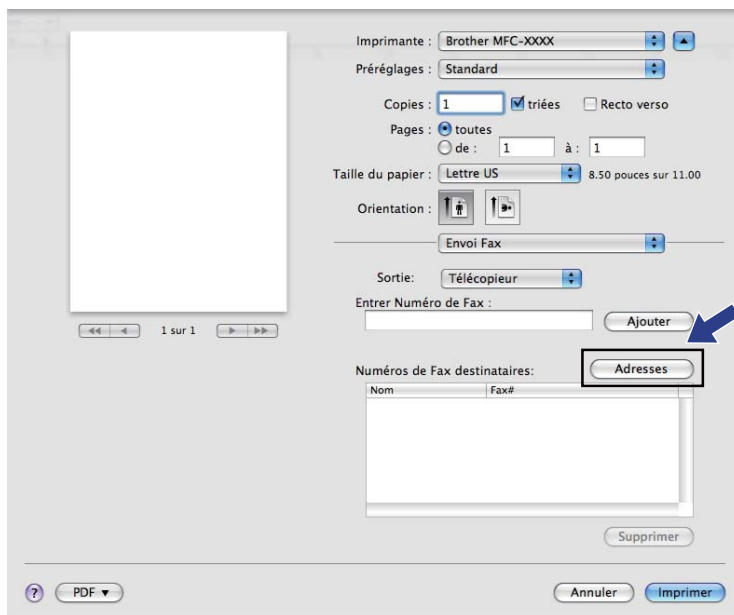 Imprimante : Brother MFC-XXXX
Préréglages : Standard
Copies : 1 triées Recto verso
Pages : toutes
de : 1 à : 1
Taille du papier : Lettre US 8.50 pouces sur 11.00
Orientation :
Envoi Fax
Sortie: Télécopieur
Entrer Numéro de Fax :
Ajouter
1 sur 1
Numéros de Fax destinataires: Adresses
Nom Fax#
Supprimer
? PDF ▼ Annuler Imprimer